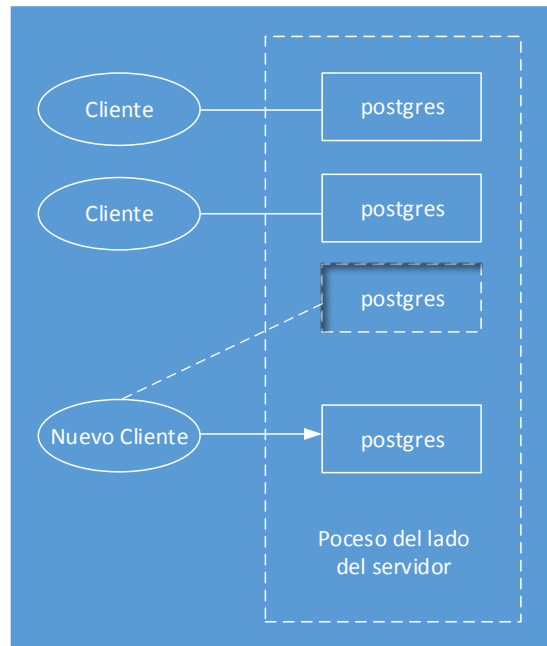 Cliente
postgres
Cliente
postgres
postgres
Nuevo Cliente
postgres
Poceso del lado
del servidor